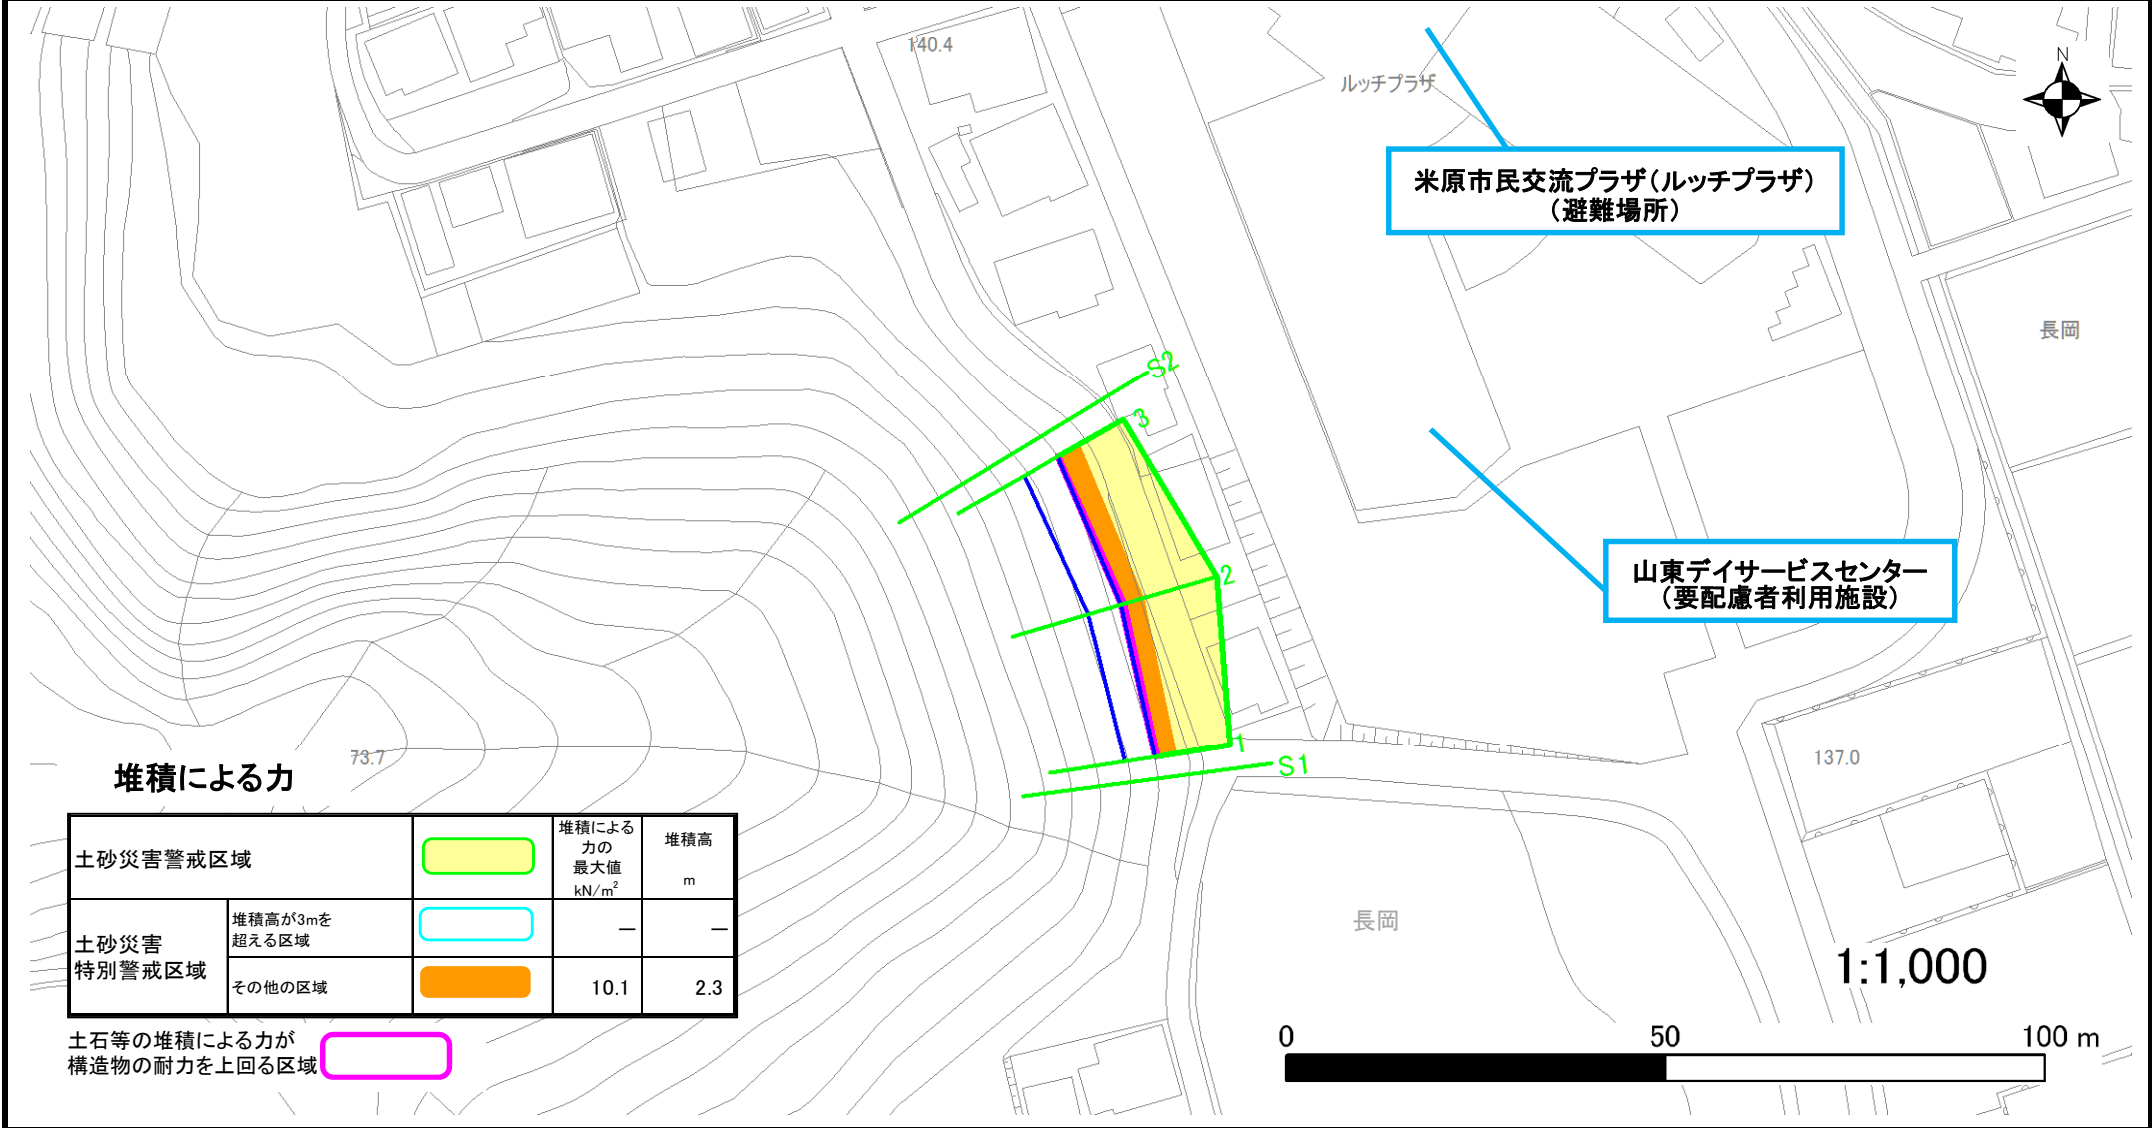 140.4
ルッチプラザ
N
米原市民交流プラザ(ルッチプラザ)
(避難場所)
長岡
S2
3
2
山東デイサービスセンター
(要配慮者利用施設)
1
S1
73.7
137.0
堆積による力
土砂災害警戒区域
堆積による
力の
最大値
kN/m²
堆積高
m
土砂災害
特別警戒区域
堆積高が3mを
超える区域
—
—
その他の区域
10.1
2.3
長岡
1:1,000
土石等の堆積による力が
構造物の耐力を上回る区域
0 50 100 m